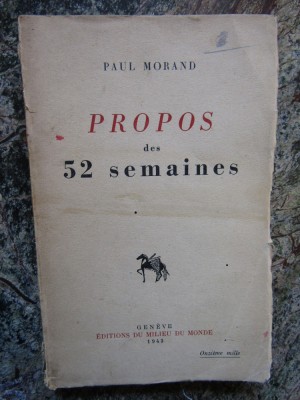 PAUL MORAND
PROPOS
des
52 semaines
GENÈVE
ÉDITIONS DU MILIEU DU MONDE
1942
Onzième mille